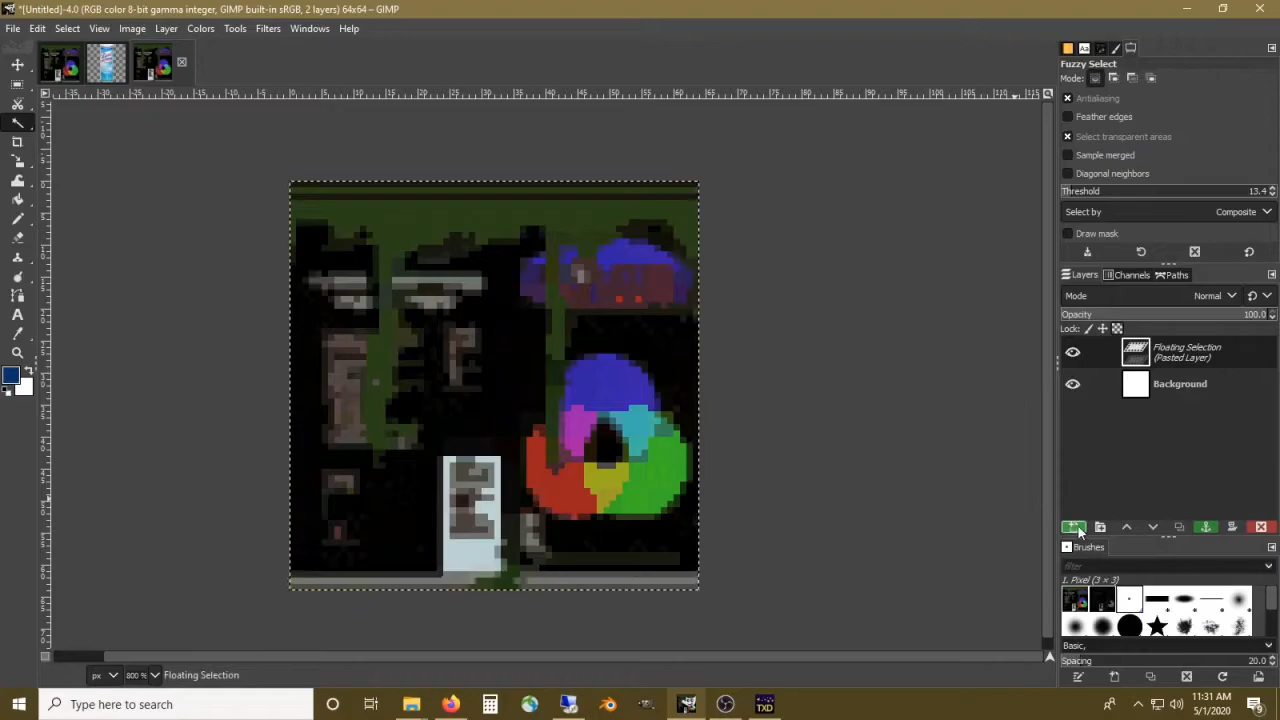 *[Untitled]-4.0 (RGB color 8-bit gamma integer, GIMP built-in sRGB, 2 layers) 64x64 – GIMP
File Edit Select View Image Layer Colors Tools Filters Windows Help
Fuzzy Select
Mode:
Antialiasing
Feather edges
Select transparent areas
Sample merged
Diagonal neighbors
Threshold 13.4
Select by Composite
Draw mask
Layers Channels Paths
Mode Normal
Opacity 100.0
Lock:
Floating Selection
(Pasted Layer)
Background
Brushes
filter
1. Pixel (3 × 3)
Basic,
Spacing 20.0
px 800 % Floating Selection
Type here to search
TXD
11:31 AM
5/1/2020